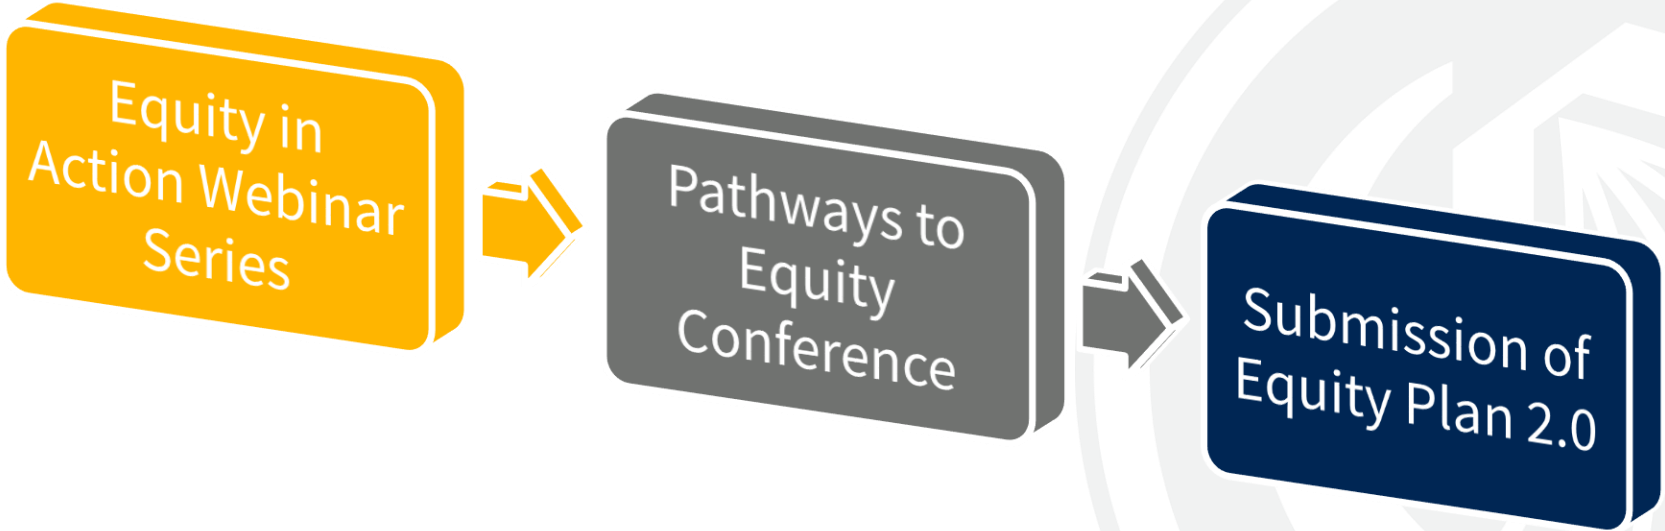 Equity in
Action Webinar
Series
Pathways to
Equity
Conference
Submission of
Equity Plan 2.0